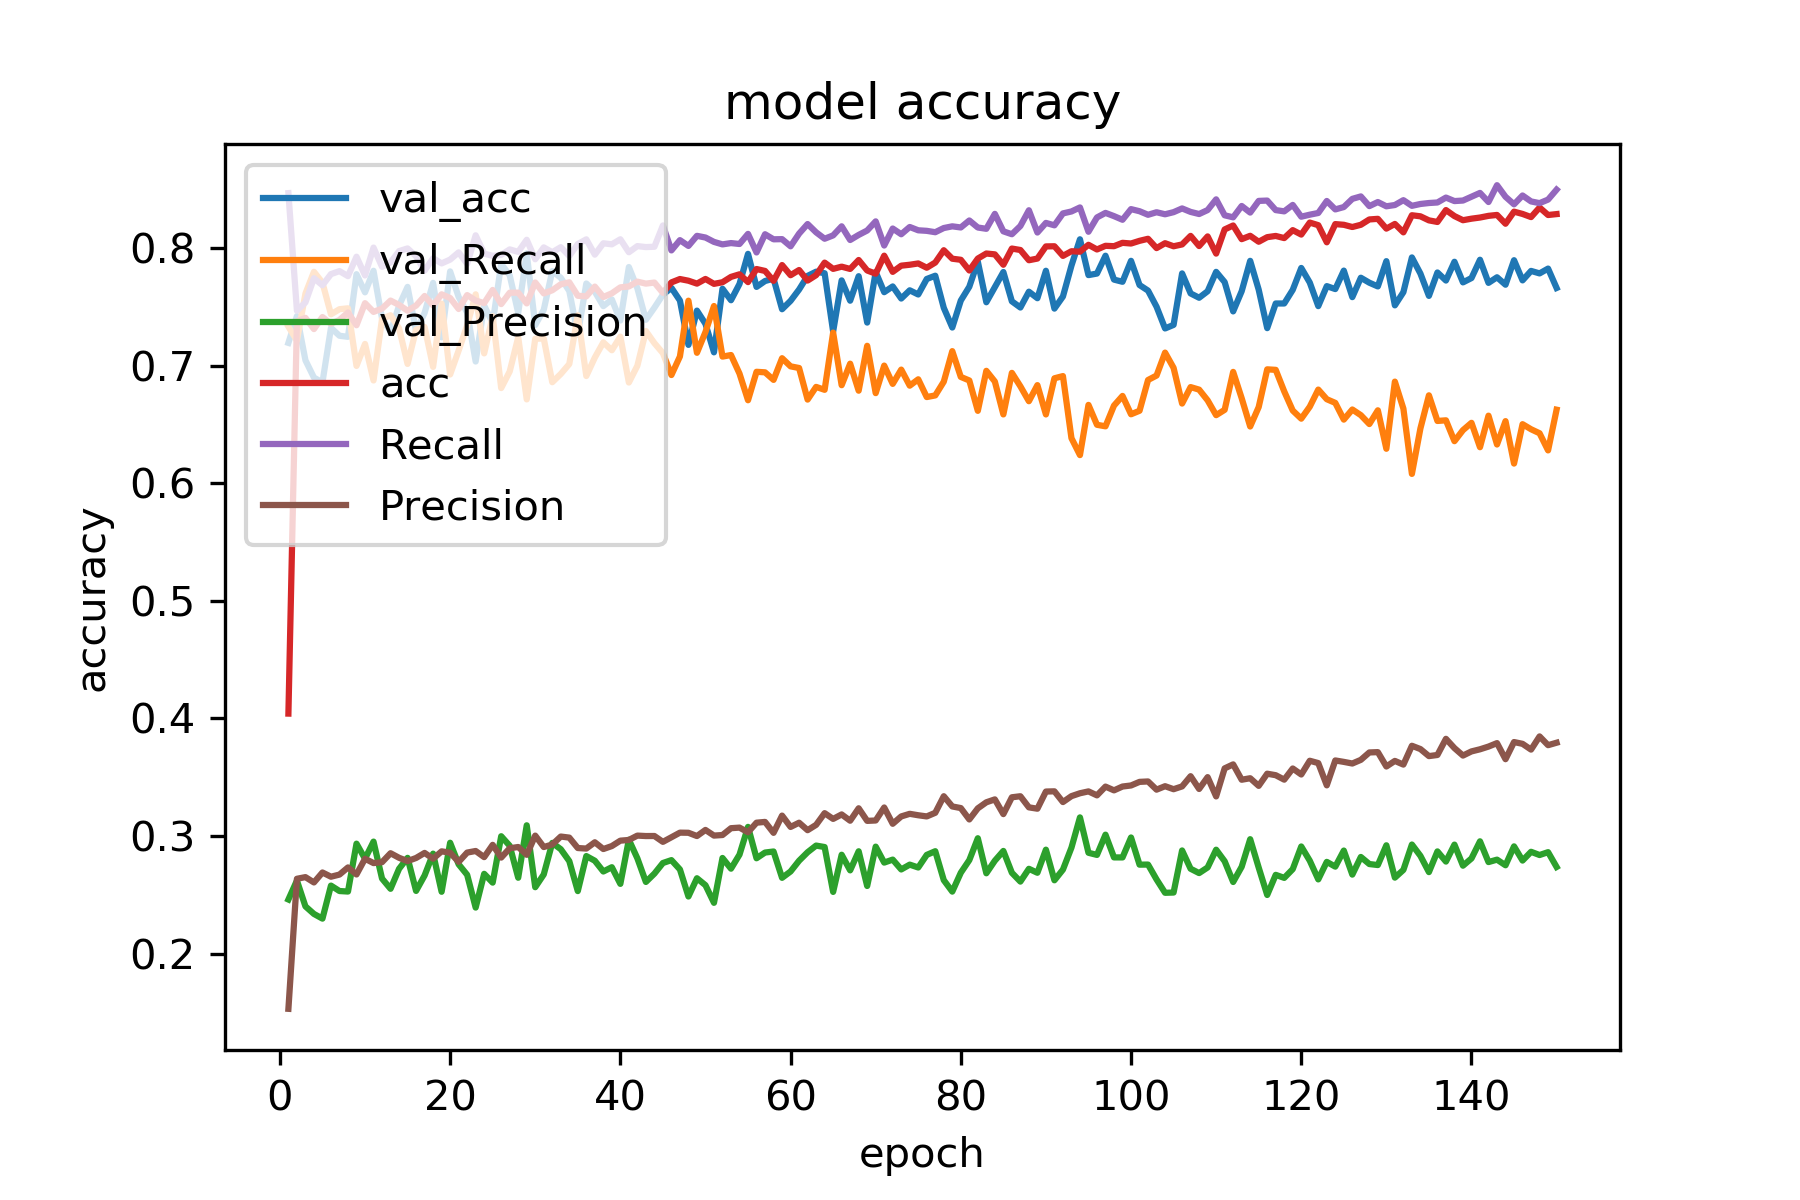 model accuracy
val_acc
val_Recall
val_Precision
acc
Recall
Precision
accuracy
0.8
0.7
0.6
0.5
0.4
0.3
0.2
0 20 40 60 80 100 120 140
epoch